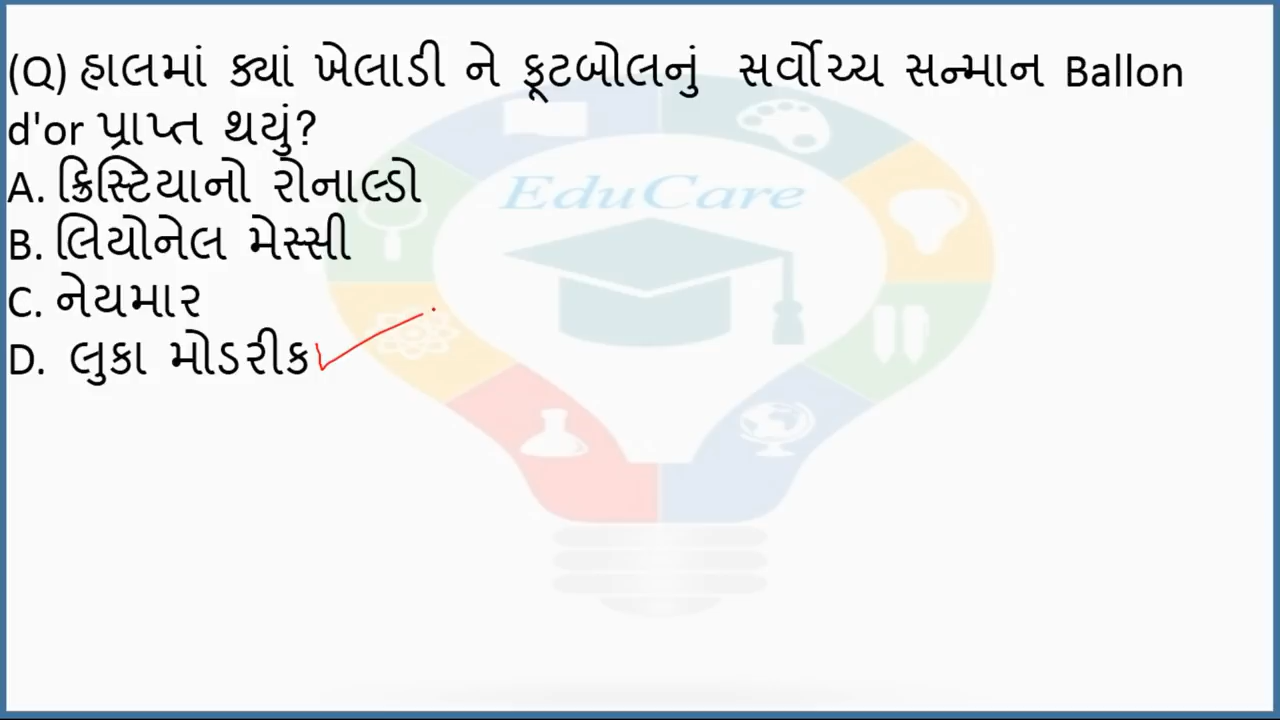 (Q) હાલમાં ક્યાં ખેલાડી ને ફૂટબોલનું સર્વોચ્ચ સન્માન Ballon
d'or પ્રાપ્ત થયું?
A. ક્રિસ્ટિયાનો રોનાલ્ડો
EduCare
B. લિયોનેલ મેસ્સી
C. નેયમાર
D. લુકા મોડરીક